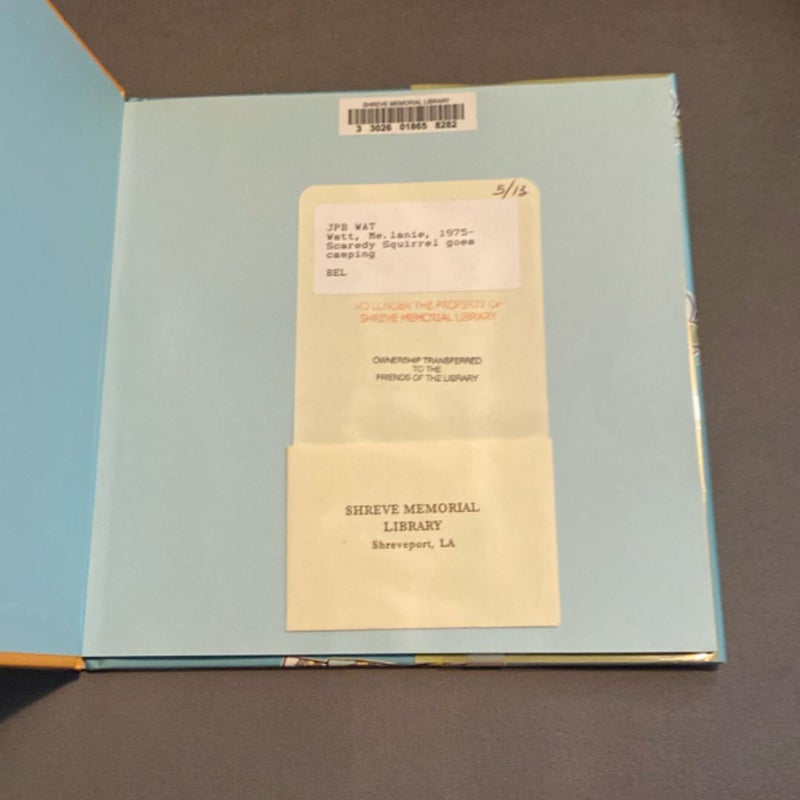 SHREVE MEMORIAL LIBRARY
3 3026 01865 8282
5/13
JPB WAT
Watt, Me.lanie, 1975-
Scaredy Squirrel goes
camping
BEL
NO LONGER THE PROPERTY OF
SHREVE MEMORIAL LIBRARY
OWNERSHIP TRANSFERRED
TO THE
FRIENDS OF THE LIBRARY
SHREVE MEMORIAL
LIBRARY
Shreveport, LA